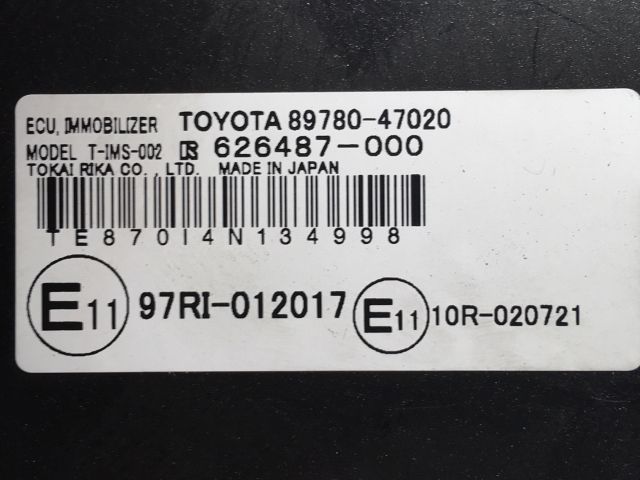 ECU, IMMOBILIZER TOYOTA 89780-47020
MODEL T-IMS-002 626487-000
TOKAI RIKA CO., LTD. MADE IN JAPAN
TE87014N134998
E11 97RI-012017 E11 10R-020721